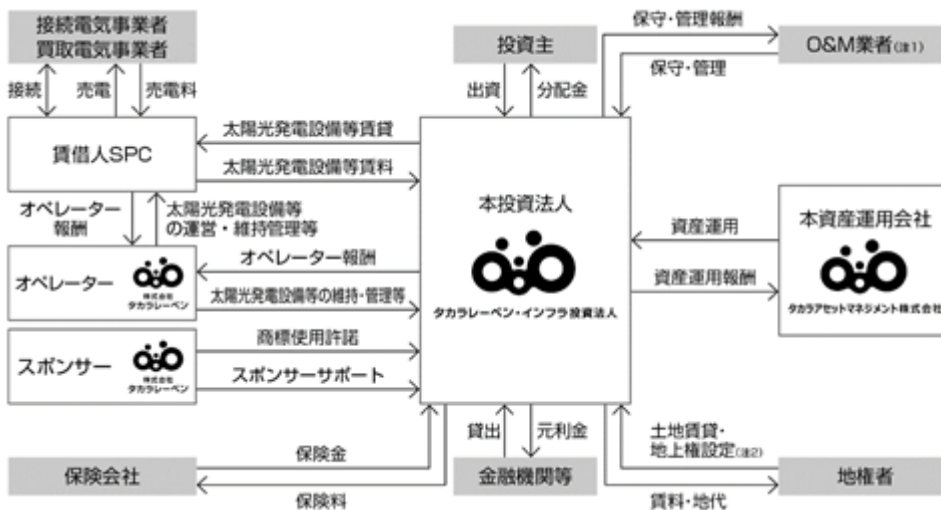 接続電気事業者
買取電気事業者
投資主
保守・管理報酬
O&M業者(注1)
保守・管理
接続
売電
売電料
出資
分配金
賃借人SPC
太陽光発電設備等賃貸
太陽光発電設備等賃料
オペレーター
報酬
太陽光発電設備等
の運営・維持管理等
本投資法人
タカラレーベン・インフラ投資法人
資産運用
資産運用報酬
本資産運用会社
タカラアセットマネジメント株式会社
オペレーター
株式会社
タカラレーベン
オペレーター報酬
太陽光発電設備等の維持・管理等
スポンサー
株式会社
タカラレーベン
商標使用許諾
スポンサーサポート
貸出
元利金
土地賃貸・
地上権設定(注2)
保険会社
保険金
保険料
金融機関等
地権者
賃料・地代